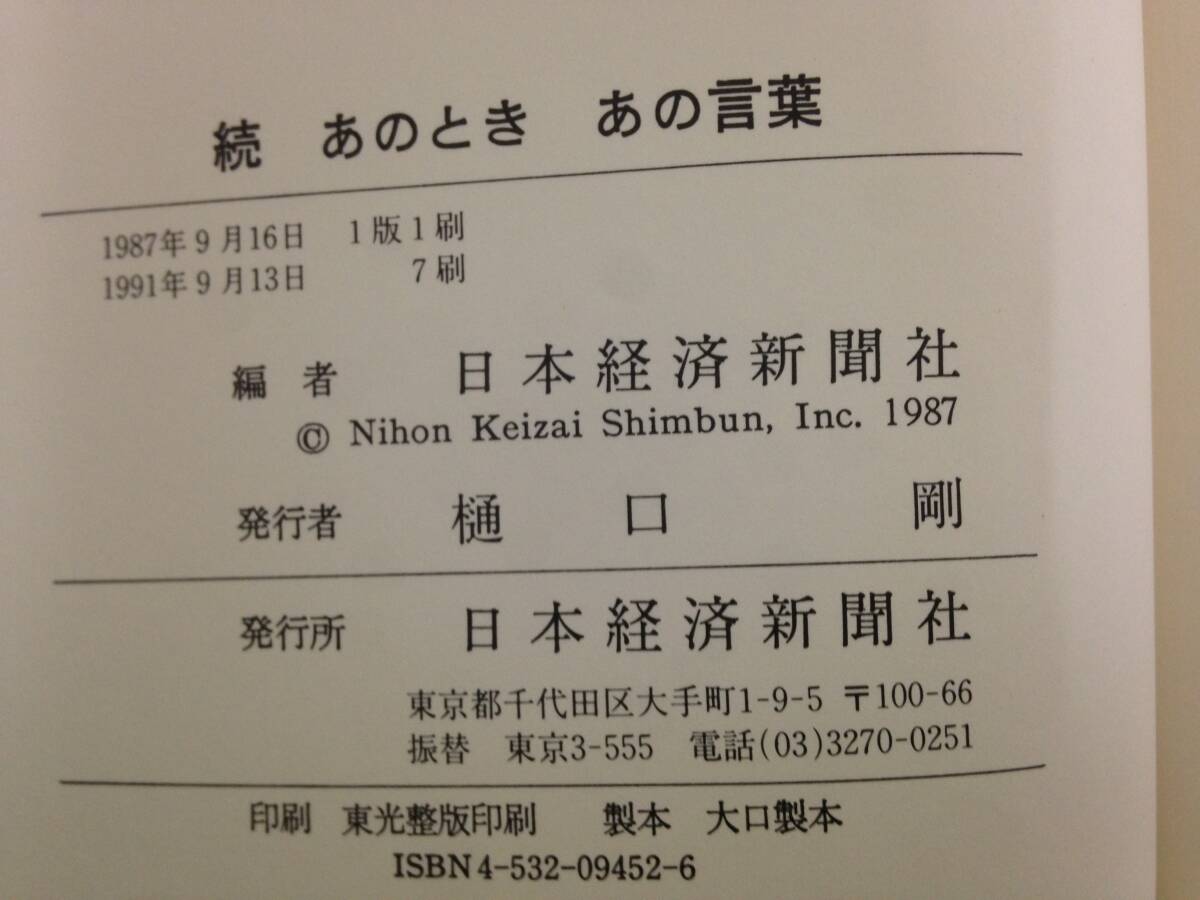 続 あのとき あの言葉
1987年9月16日 1版1刷
1991年9月13日 7刷
編者 日本経済新聞社
© Nihon Keizai Shimbun, Inc. 1987
発行者 樋口 剛
発行所 日本経済新聞社
東京都千代田区大手町1-9-5 〒100-66
振替 東京3-555 電話(03)3270-0251
印刷 東光整版印刷 製本 大口製本
ISBN4-532-09452-6